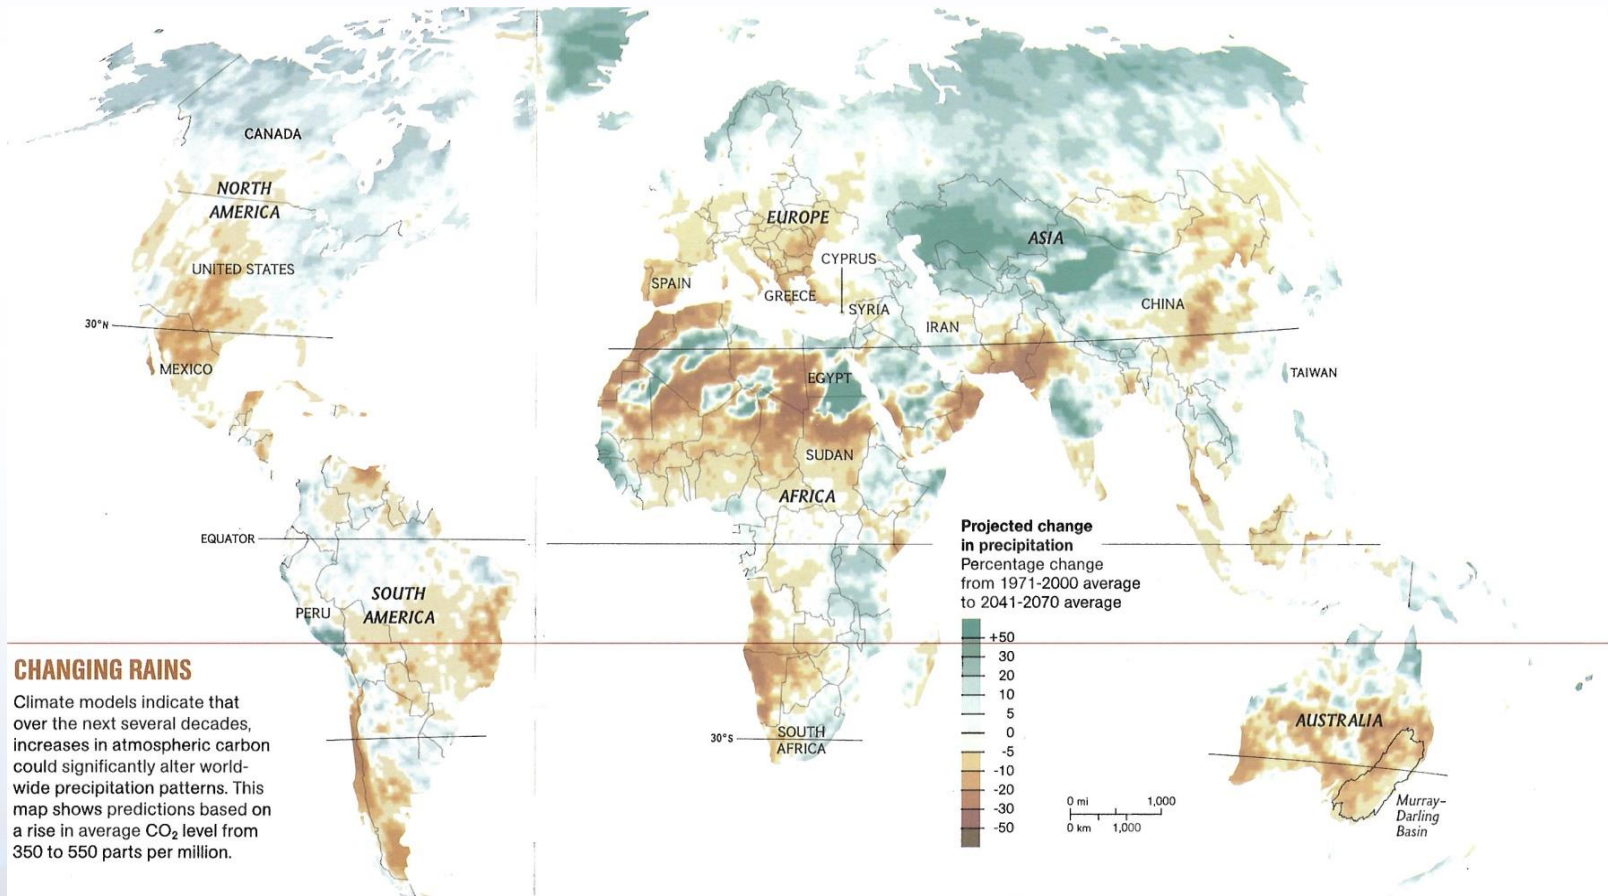 CANADA
NORTH
AMERICA
UNITED STATES
30°N
MEXICO
EUROPE
ASIA
CYPRUS
SPAIN
GREECE
SYRIA
IRAN
CHINA
TAIWAN
EGYPT
SUDAN
AFRICA
EQUATOR
SOUTH
AMERICA
PERU
30°S
SOUTH
AFRICA
AUSTRALIA
Murray-
Darling
Basin
Projected change
in precipitation
Percentage change
from 1971-2000 average
to 2041-2070 average
+50
30
20
10
5
0
-5
-10
-20
-30
-50
0 mi 1,000
0 km 1,000
CHANGING RAINS
Climate models indicate that
over the next several decades,
increases in atmospheric carbon
could significantly alter world-
wide precipitation patterns. This
map shows predictions based on
a rise in average CO₂ level from
350 to 550 parts per million.